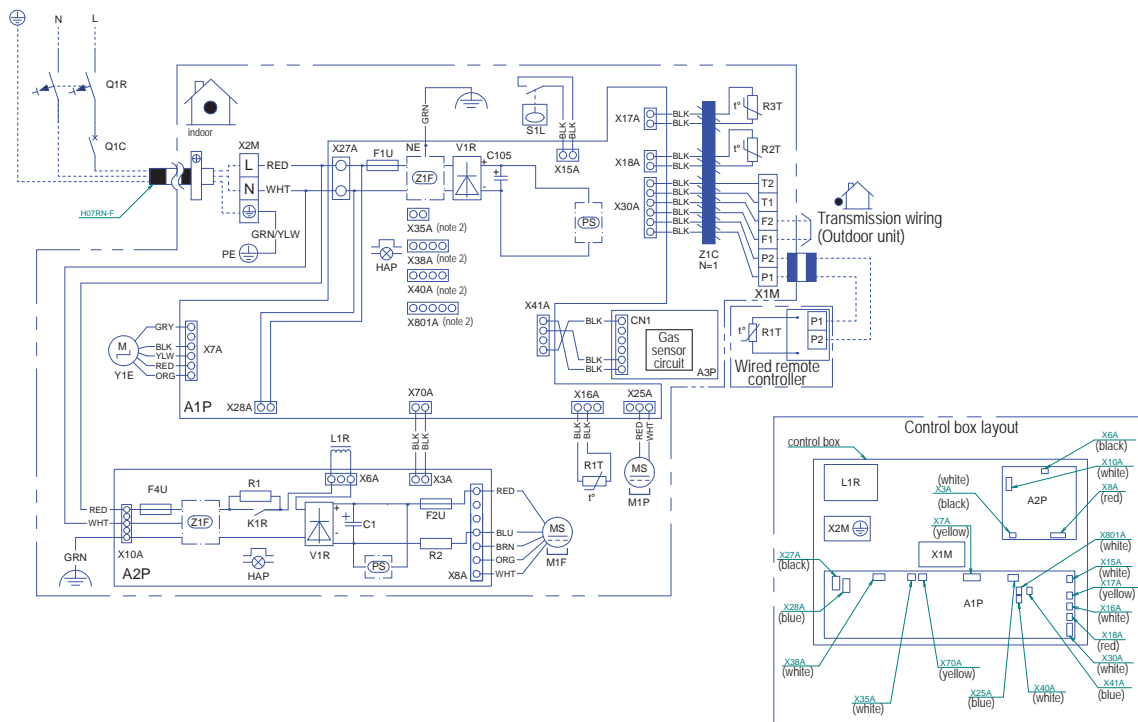 N
L
Q1R
Q1C
H07RN-F
indoor
X2M
L
N
RED
WHT
GRN/YLW
PE
X27A
F1U
NE
GRN
Z1F
V1R
C105
+
-
+
S1L
BLK
BLK
X15A
PS
X35A (note 2)
X38A (note 2)
X40A (note 2)
X801A (note 2)
HAP
X17A
BLK
BLK
X18A
BLK
BLK
X30A
BLK
BLK
BLK
BLK
BLK
BLK
Z1C
N=1
t°
R3T
t°
R2T
T2
T1
F2
F1
P2
P1
X1M
Transmission wiring
(Outdoor unit)
t°
R1T
P1
P2
Wired remote
controller
X41A
BLK
BLK
BLK
CN1
Gas
sensor
circuit
A3P
M
Y1E
GRY
BLK
YLW
RED
ORG
X7A
X28A
A1P
X70A
BLK
BLK
X16A
BLK
BLK
R1T
t°
X25A
RED
WHT
MS
M1P
L1R
X6A
X3A
RED
WHT
GRN
X10A
F4U
Z1F
R1
K1R
HAP
V1R
+
-
+
C1
PS
F2U
R2
X8A
A2P
RED
BLU
BRN
ORG
WHT
MS
M1F
Control box layout
control box
L1R
X2M
X1M
A2P
A1P
X6A
(black)
X10A
(white)
X8A
(red)
(white)
X3A
(black)
X7A
(yellow)
X801A
(white)
X27A
(black)
X28A
(blue)
X15A
(white)
X17A
(yellow)
X16A
(white)
X18A
(red)
X30A
(white)
X41A
(blue)
X38A
(white)
X35A
(white)
X70A
(yellow)
X25A
(blue)
X40A
(white)